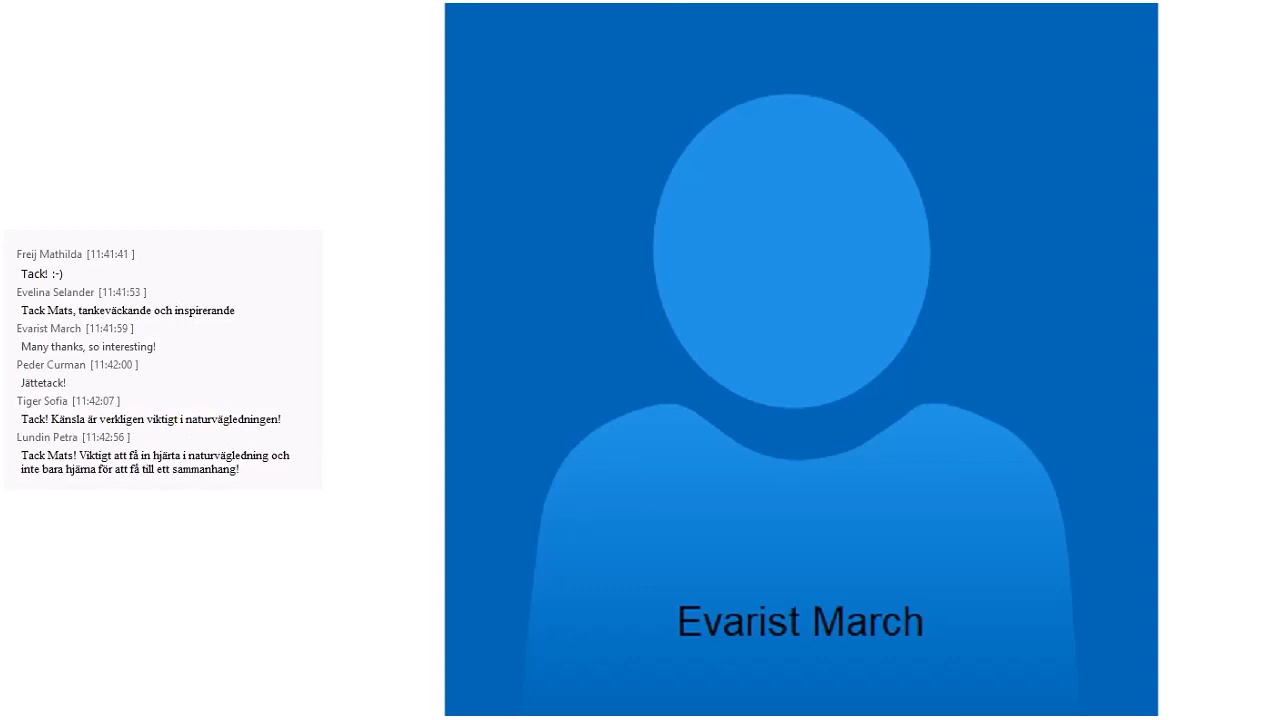 Freij Mathilda [11:41:41 ]
Tack! :-)
Evelina Selander [11:41:53 ]
Tack Mats, tankeväckande och inspirerande
Evarist March [11:41:59 ]
Many thanks, so interesting!
Peder Curman [11:42:00 ]
Jättetack!
Tiger Sofia [11:42:07 ]
Tack! Känsla är verkligen viktigt i naturvägledningen!
Lundin Petra [11:42:56 ]
Tack Mats! Viktigt att få in hjärta i naturvägledning och
inte bara hjärna för att få till ett sammanhang!
Evarist March